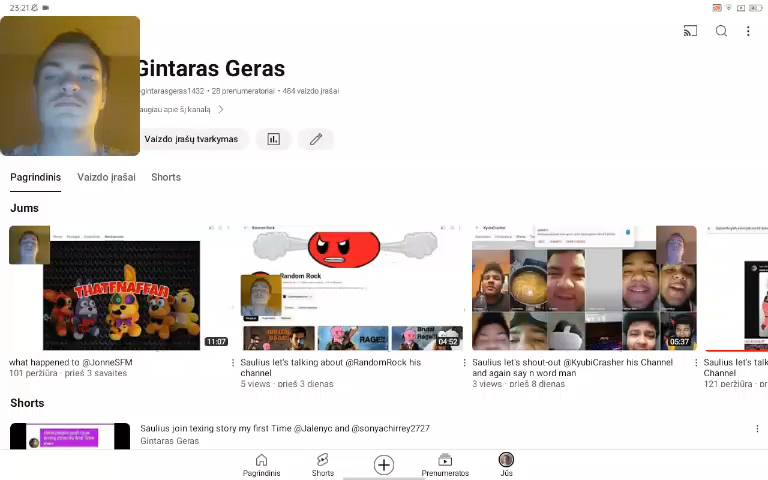 23:21
Gintaras Geras
gintarasgeras1432 • 28 prenumeratoriai • 484 vaizdo įrašai
augiau apie šį kanalą
Vaizdo įrašų tvarkymas
Pagrindinis Vaizdo įrašai Shorts
Jums
THATFNAFFAN
11:07
Random Rock
RAGE!!
Brutal
04:52
KyubiCrasher
05:37
what happened to @JonneSFM
101 peržiūra · prieš 3 savaites
Saulius let's talking about @RandomRock his channel
5 views · prieš 3 dienas
Saulius let's shout-out @KyubiCrasher his Channel and again say n word man
3 views · prieš 8 dienas
Saulius let's talk
Channel
121 peržiūra · prie
Shorts
Saulius join texing story my first Time @Jalenyc and @sonyachirrey2727
Gintaras Geras
Pagrindinis Shorts Prenumeratos Jūs